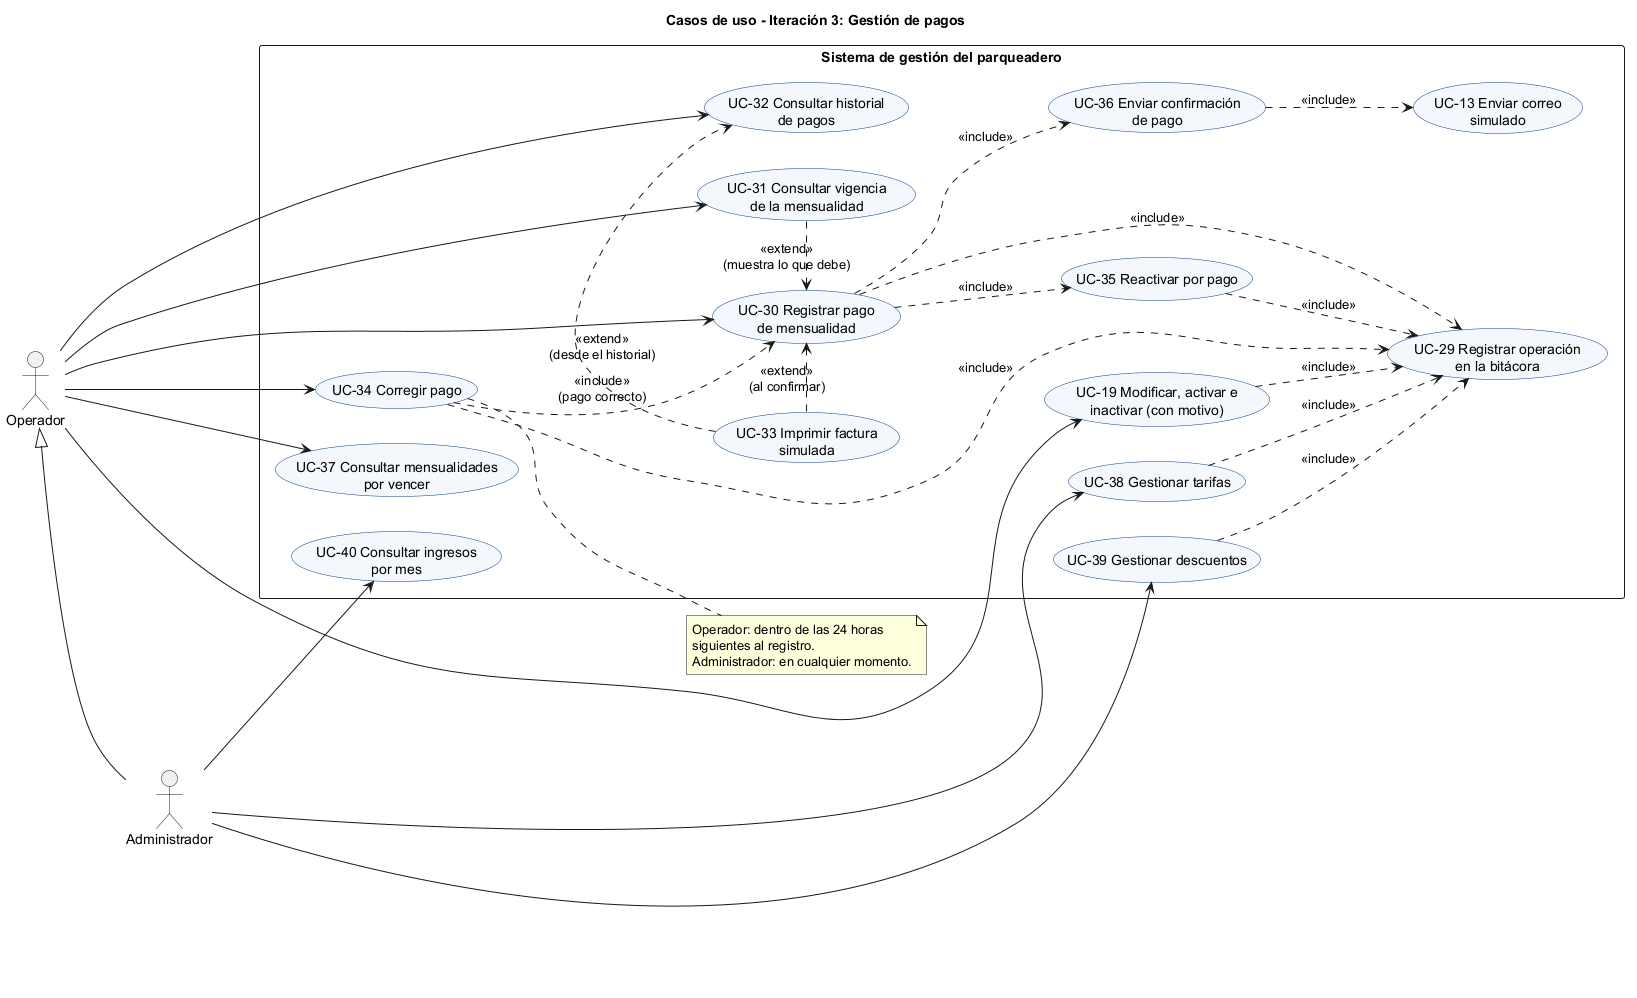 Casos de uso - Iteración 3: Gestión de pagos
Sistema de gestión del parqueadero
UC-32 Consultar historial
de pagos
UC-36 Enviar confirmación
de pago
«include»
UC-13 Enviar correo
simulado
«include»
UC-31 Consultar vigencia
de la mensualidad
«include»
«extend»
(muestra lo que debe)
UC-35 Reactivar por pago
«include»
«include»
UC-30 Registrar pago
de mensualidad
«extend»
(desde el historial)
UC-29 Registrar operación
en la bitácora
Operador
UC-34 Corregir pago
«include»
(pago correcto)
«extend»
(al confirmar)
«include»
UC-19 Modificar, activar e
inactivar (con motivo)
«include»
«include»
UC-33 Imprimir factura
simulada
UC-37 Consultar mensualidades
por vencer
UC-38 Gestionar tarifas
«include»
UC-40 Consultar ingresos
por mes
UC-39 Gestionar descuentos
Operador: dentro de las 24 horas
siguientes al registro.
Administrador: en cualquier momento.
Administrador